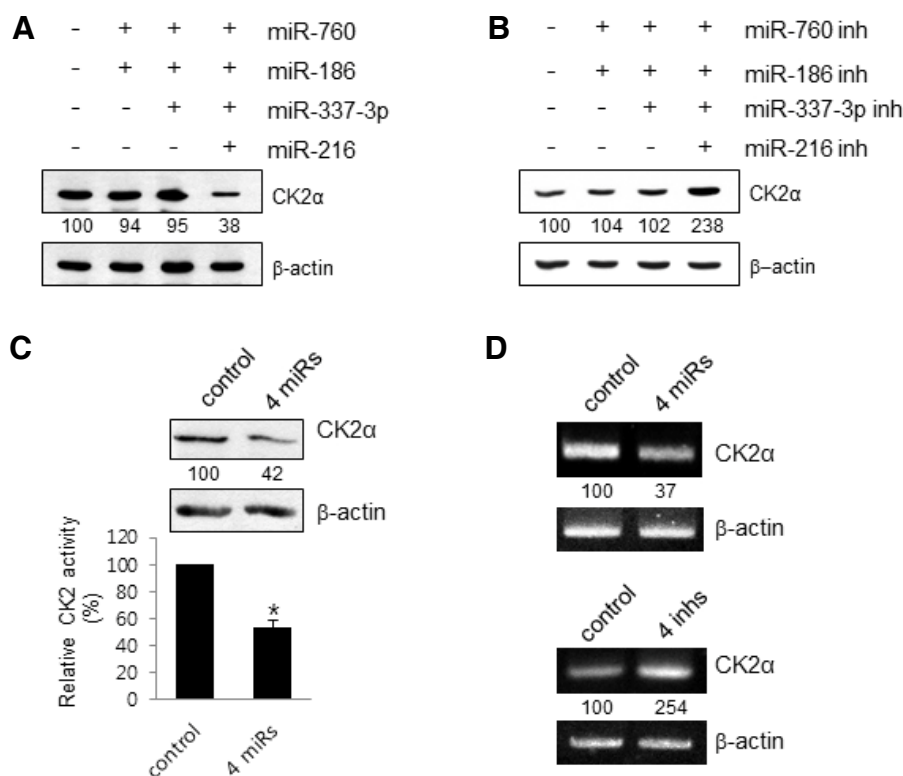 A
- + + + miR-760
- + + + miR-186
- - + + miR-337-3p
- - - + miR-216
CK2α
100 94 95 38
β-actin
B
- + + + miR-760 inh
- + + + miR-186 inh
- - + + miR-337-3p inh
- - - + miR-216 inh
CK2α
100 104 102 238
β–actin
C
control 4 miRs
CK2α
100 42
β-actin
Relative CK2 activity
(%)
120
100
80
60
40
20
0
*
control 4 miRs
D
control 4 miRs
CK2α
100 37
β-actin
control 4 inhs
CK2α
100 254
β-actin